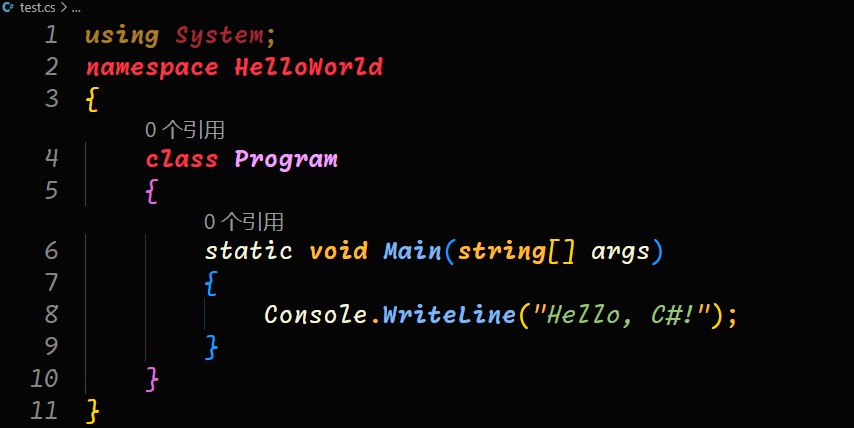 test.cs > ...
1 using System;
2 namespace HelloWorld
3 {
0 个引用
4 class Program
5 {
0 个引用
6 static void Main(string[] args)
7 {
8 Console.WriteLine("Hello, C#!");
9 }
10 }
11 }